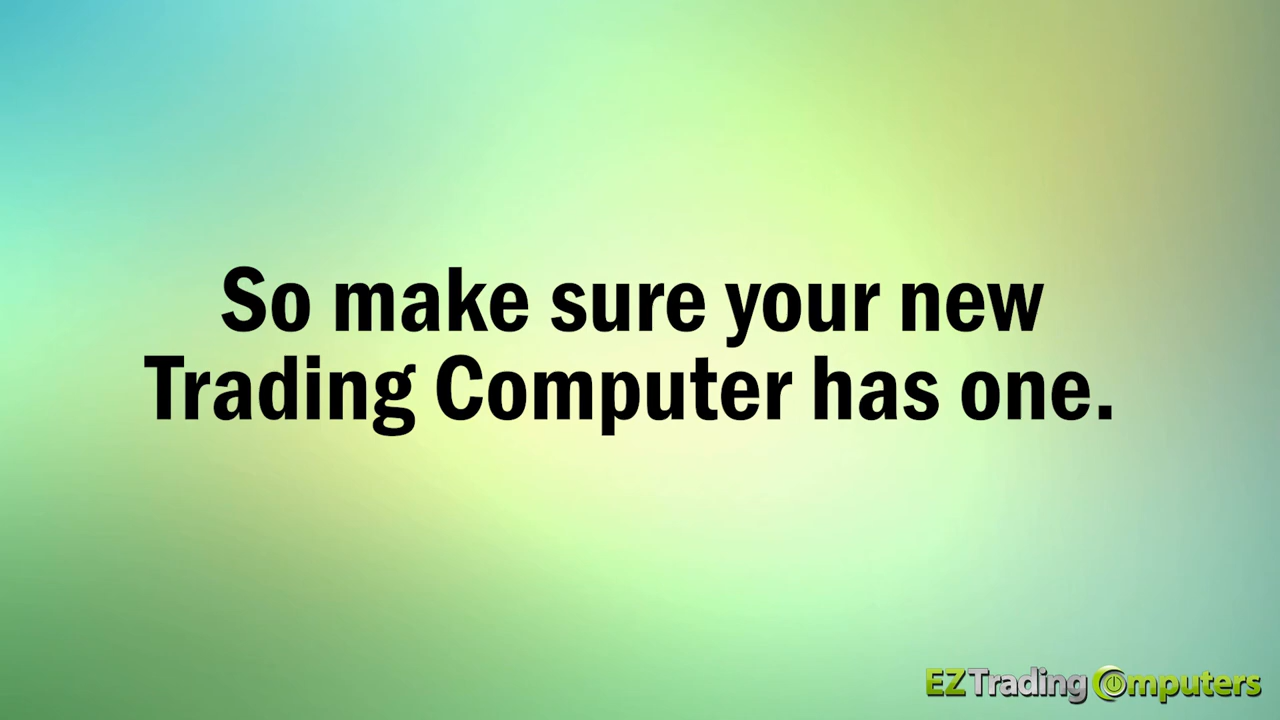 So make sure your new
Trading Computer has one.
EZTrading Computers